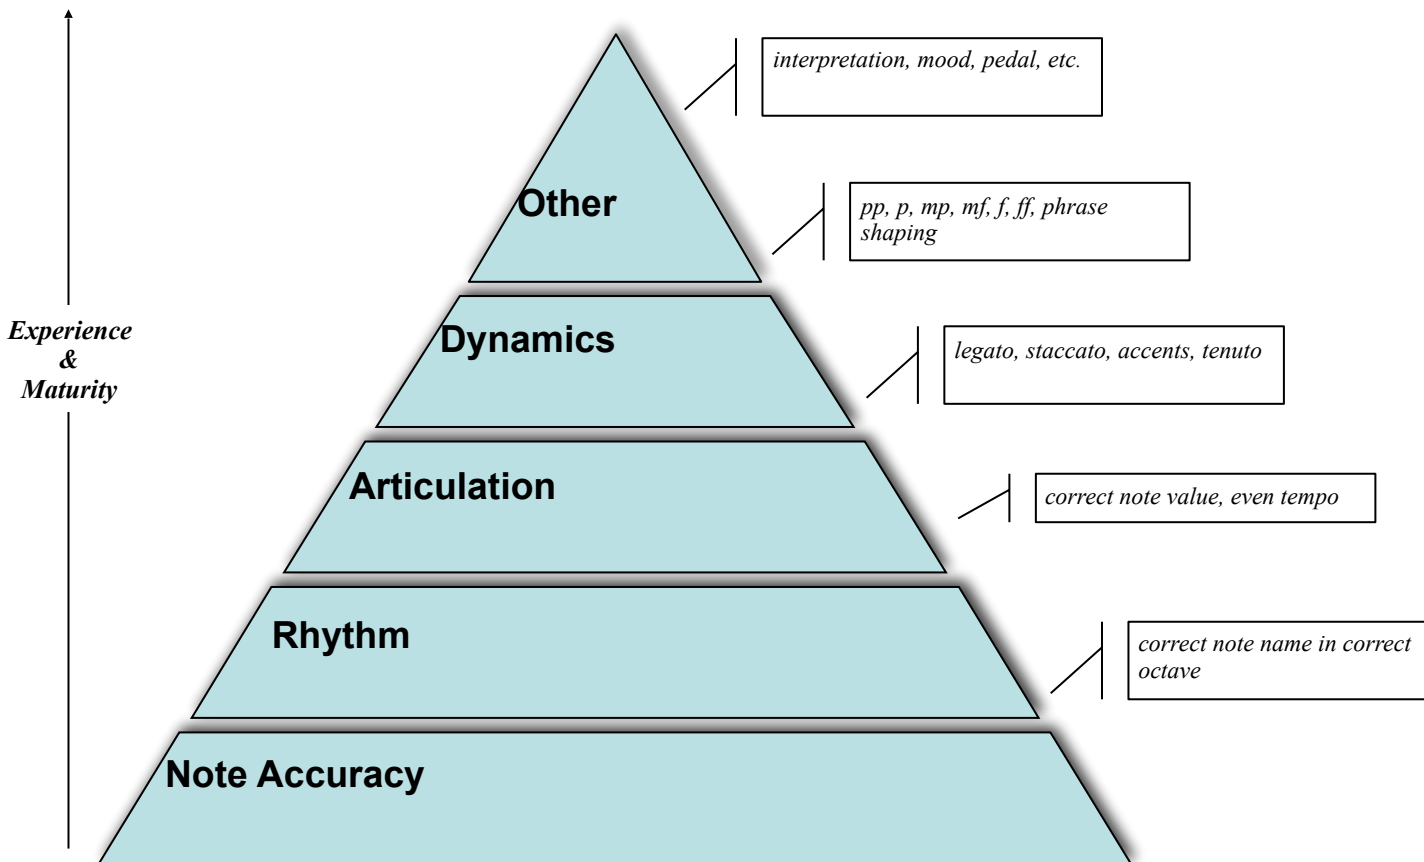 interpretation, mood, pedal, etc.
Other
pp, p, mp, mf, f, ff, phrase
shaping
Experience
&
Maturity
Dynamics
legato, staccato, accents, tenuto
Articulation
correct note value, even tempo
Rhythm
correct note name in correct
octave
Note Accuracy